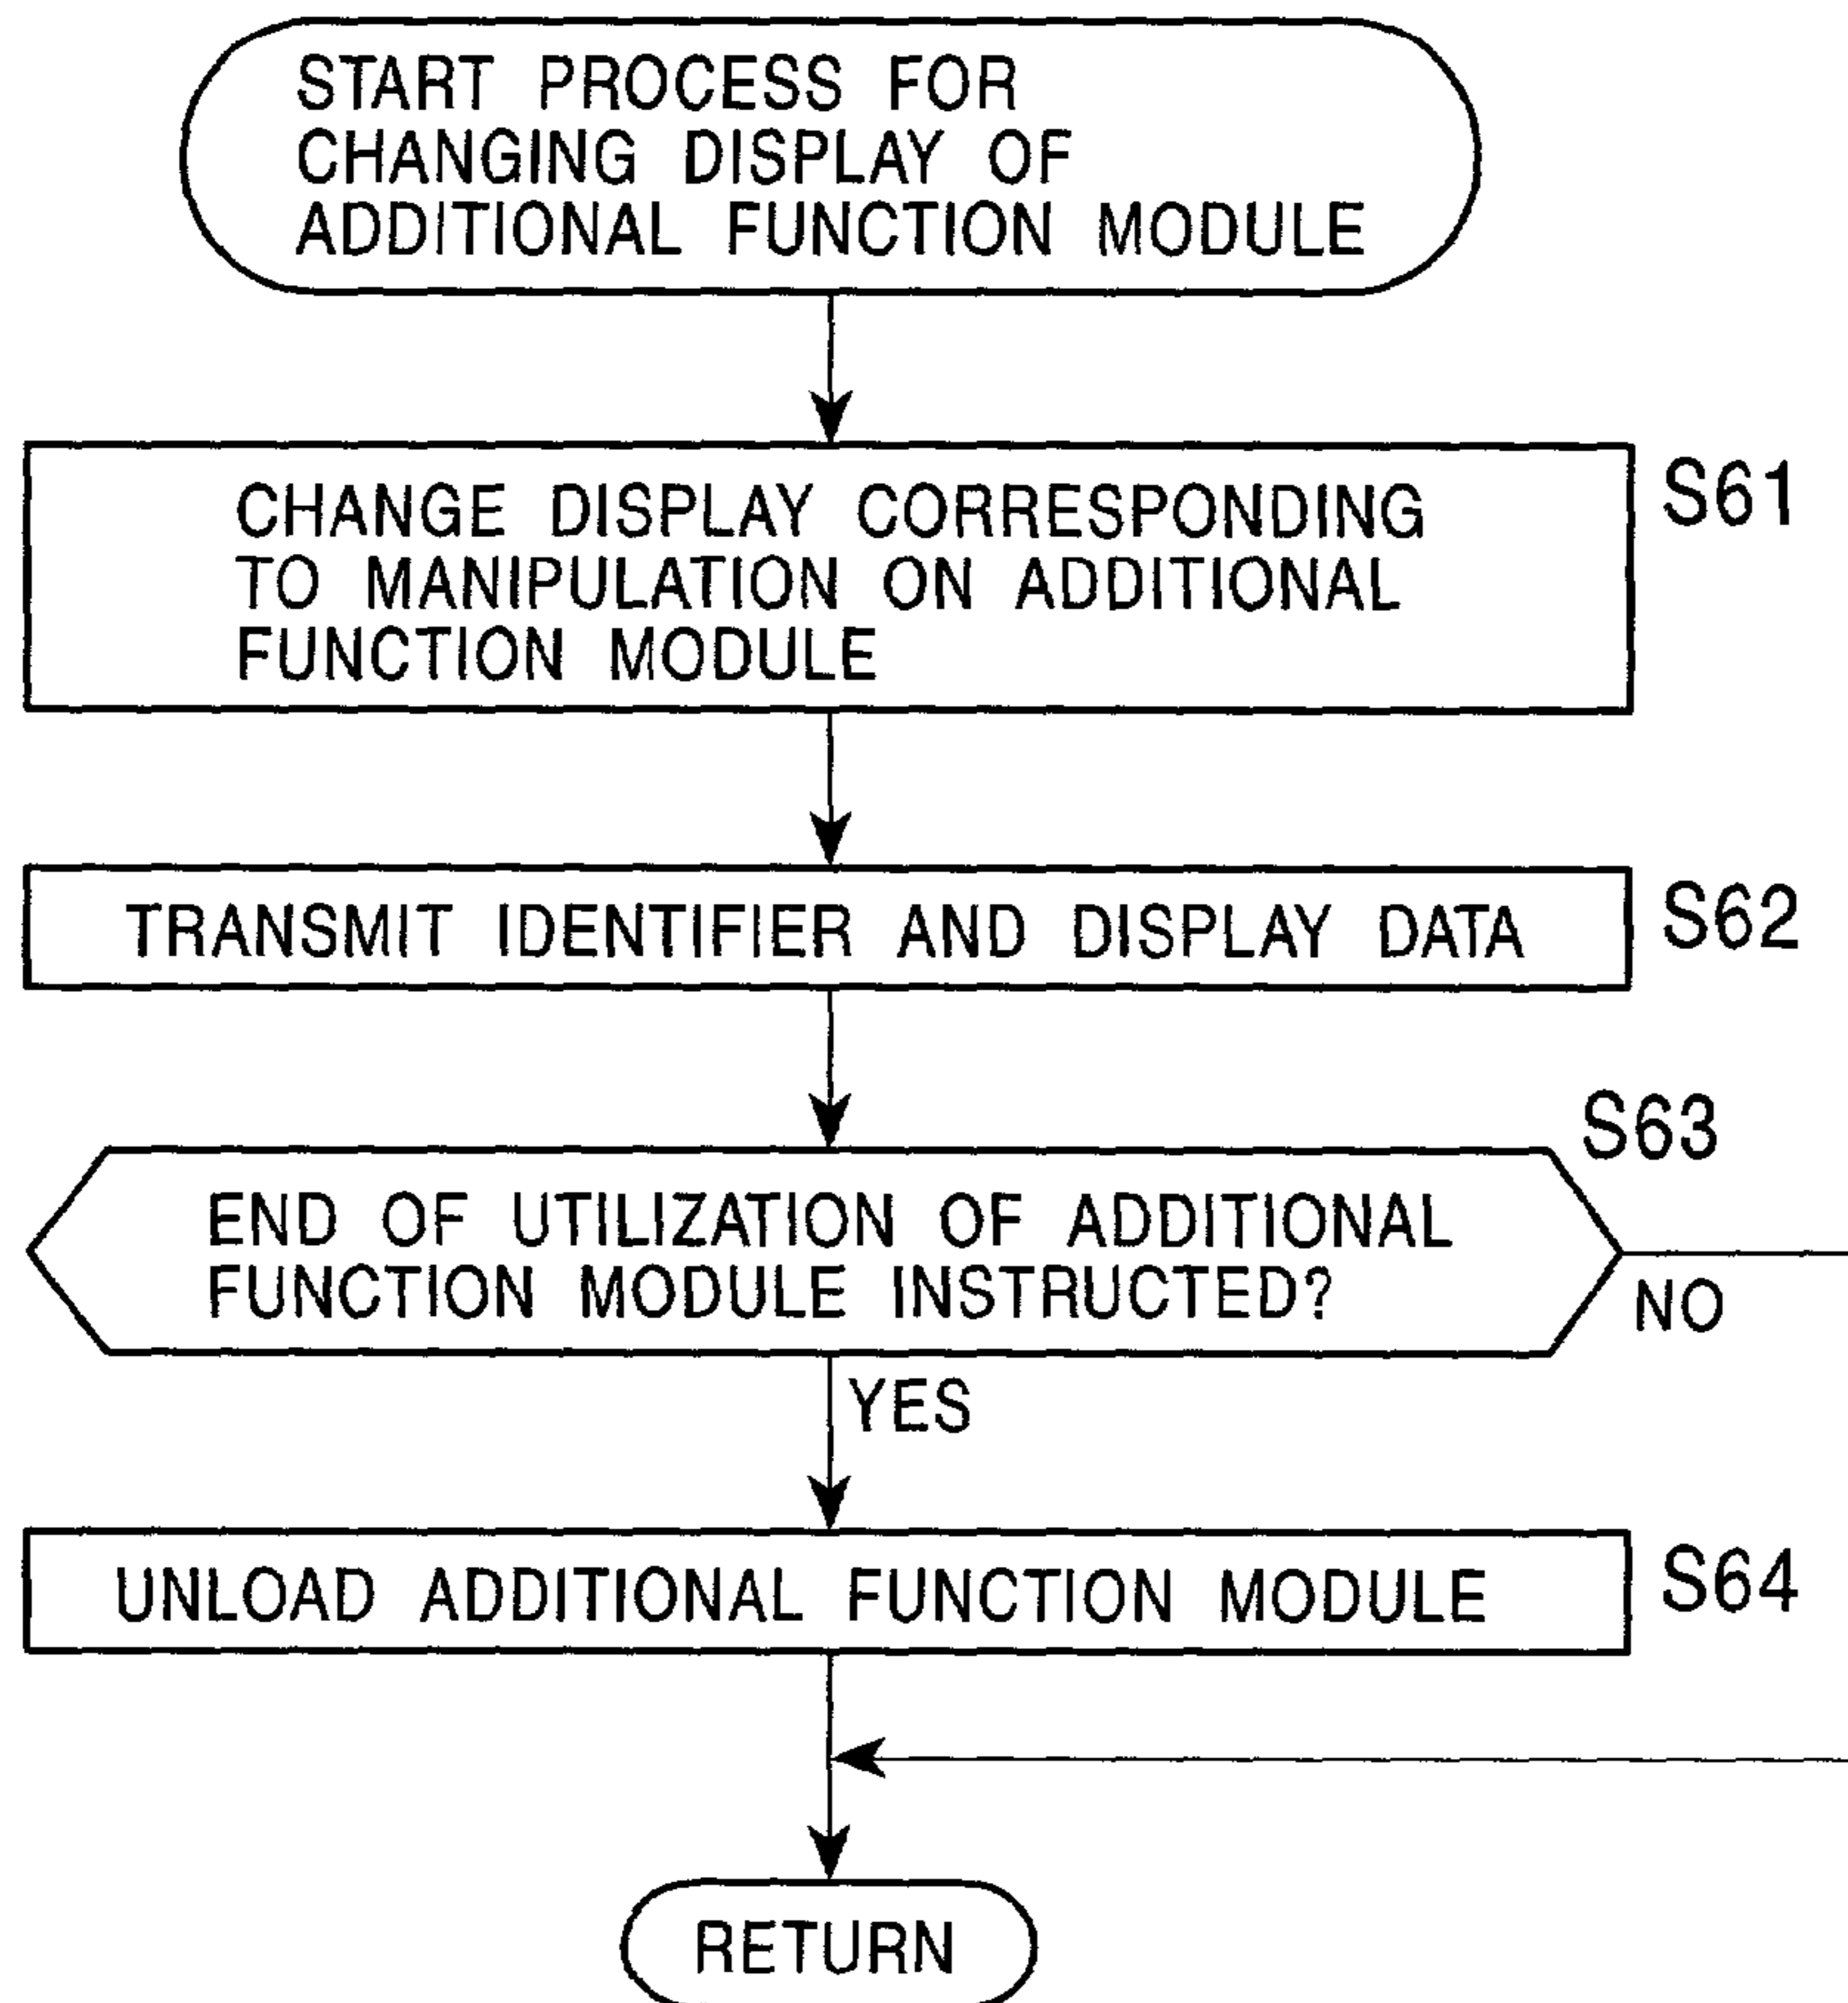 START PROCESS FOR
CHANGING DISPLAY OF
ADDITIONAL FUNCTION MODULE
CHANGE DISPLAY CORRESPONDING
TO MANIPULATION ON ADDITIONAL
FUNCTION MODULE
S61
TRANSMIT IDENTIFIER AND DISPLAY DATA
S62
S63
END OF UTILIZATION OF ADDITIONAL
FUNCTION MODULE INSTRUCTED?
NO
YES
UNLOAD ADDITIONAL FUNCTION MODULE
S64
RETURN